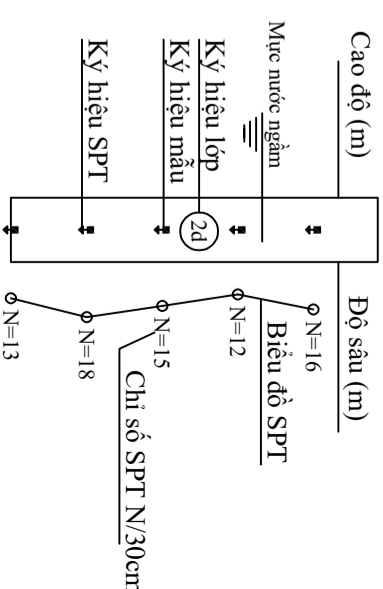 Cao độ (m)
Độ sâu (m)
Mực nước ngầm
Ký hiệu lớp
Ký hiệu mẫu
Ký hiệu SPT
2d
N=16
N=12
N=15
N=18
N=13
Biểu đồ SPT
Chỉ số SPT N/30cm